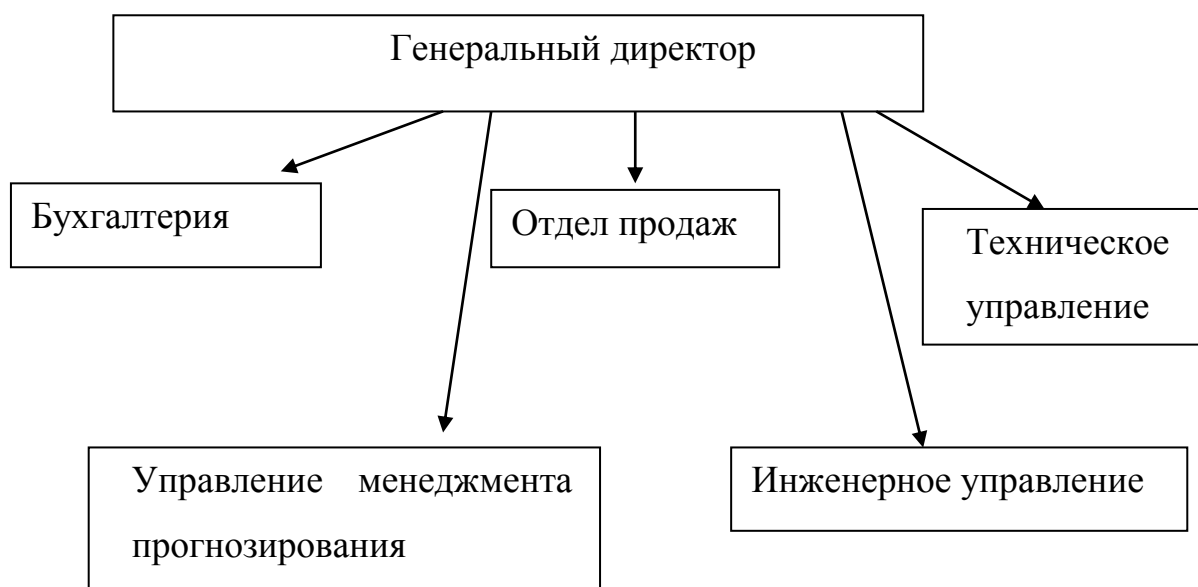 Генеральный директор
Бухгалтерия
Отдел продаж
Техническое
управление
Управление менеджмента
прогнозирования
Инженерное управление